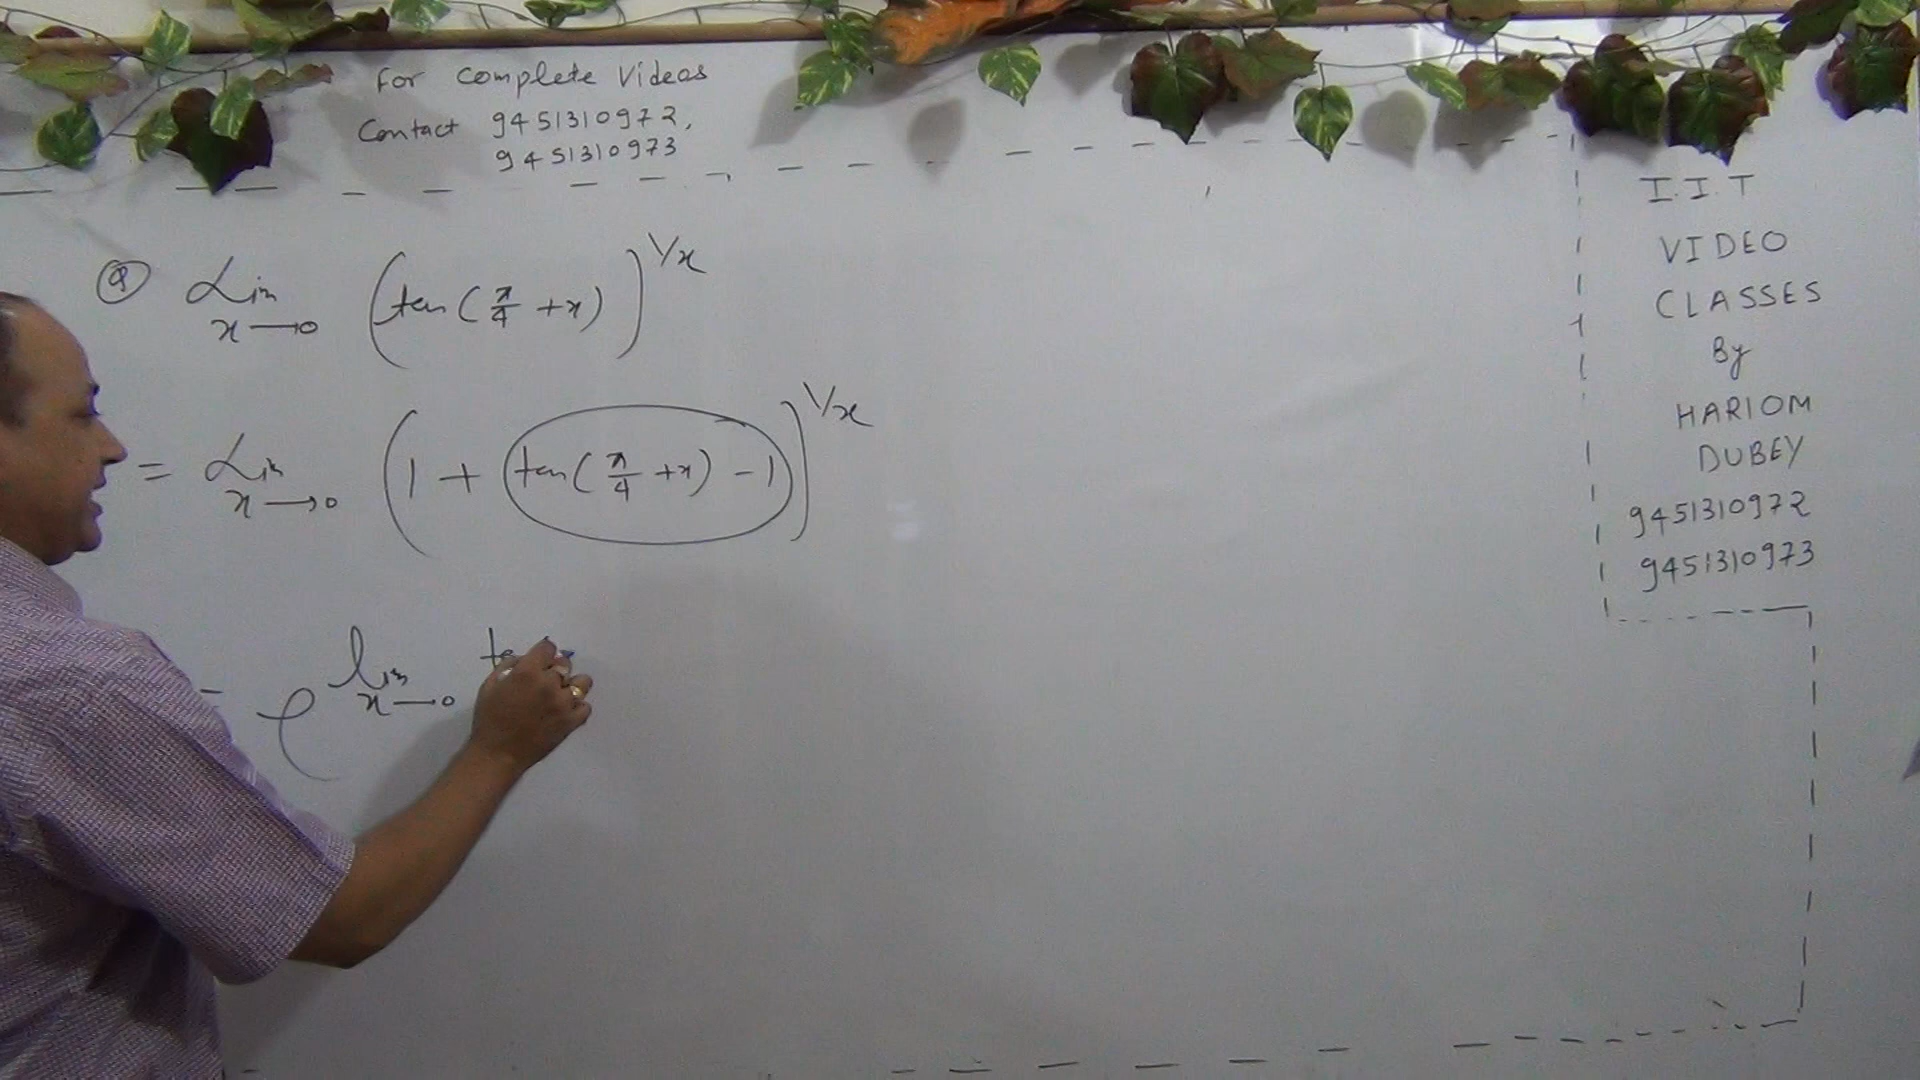 For Complete Videos
Contact 9451310972,
9451310973
Q Lim x→0 (tan(π/4 + x))^1/x
= Lim x→0 (1 + tan(π/4 + x) - 1)^1/x
= e^lim x→0
I.I.T
VIDEO
CLASSES
By
HARIOM
DUBEY
9451310972
9451310973